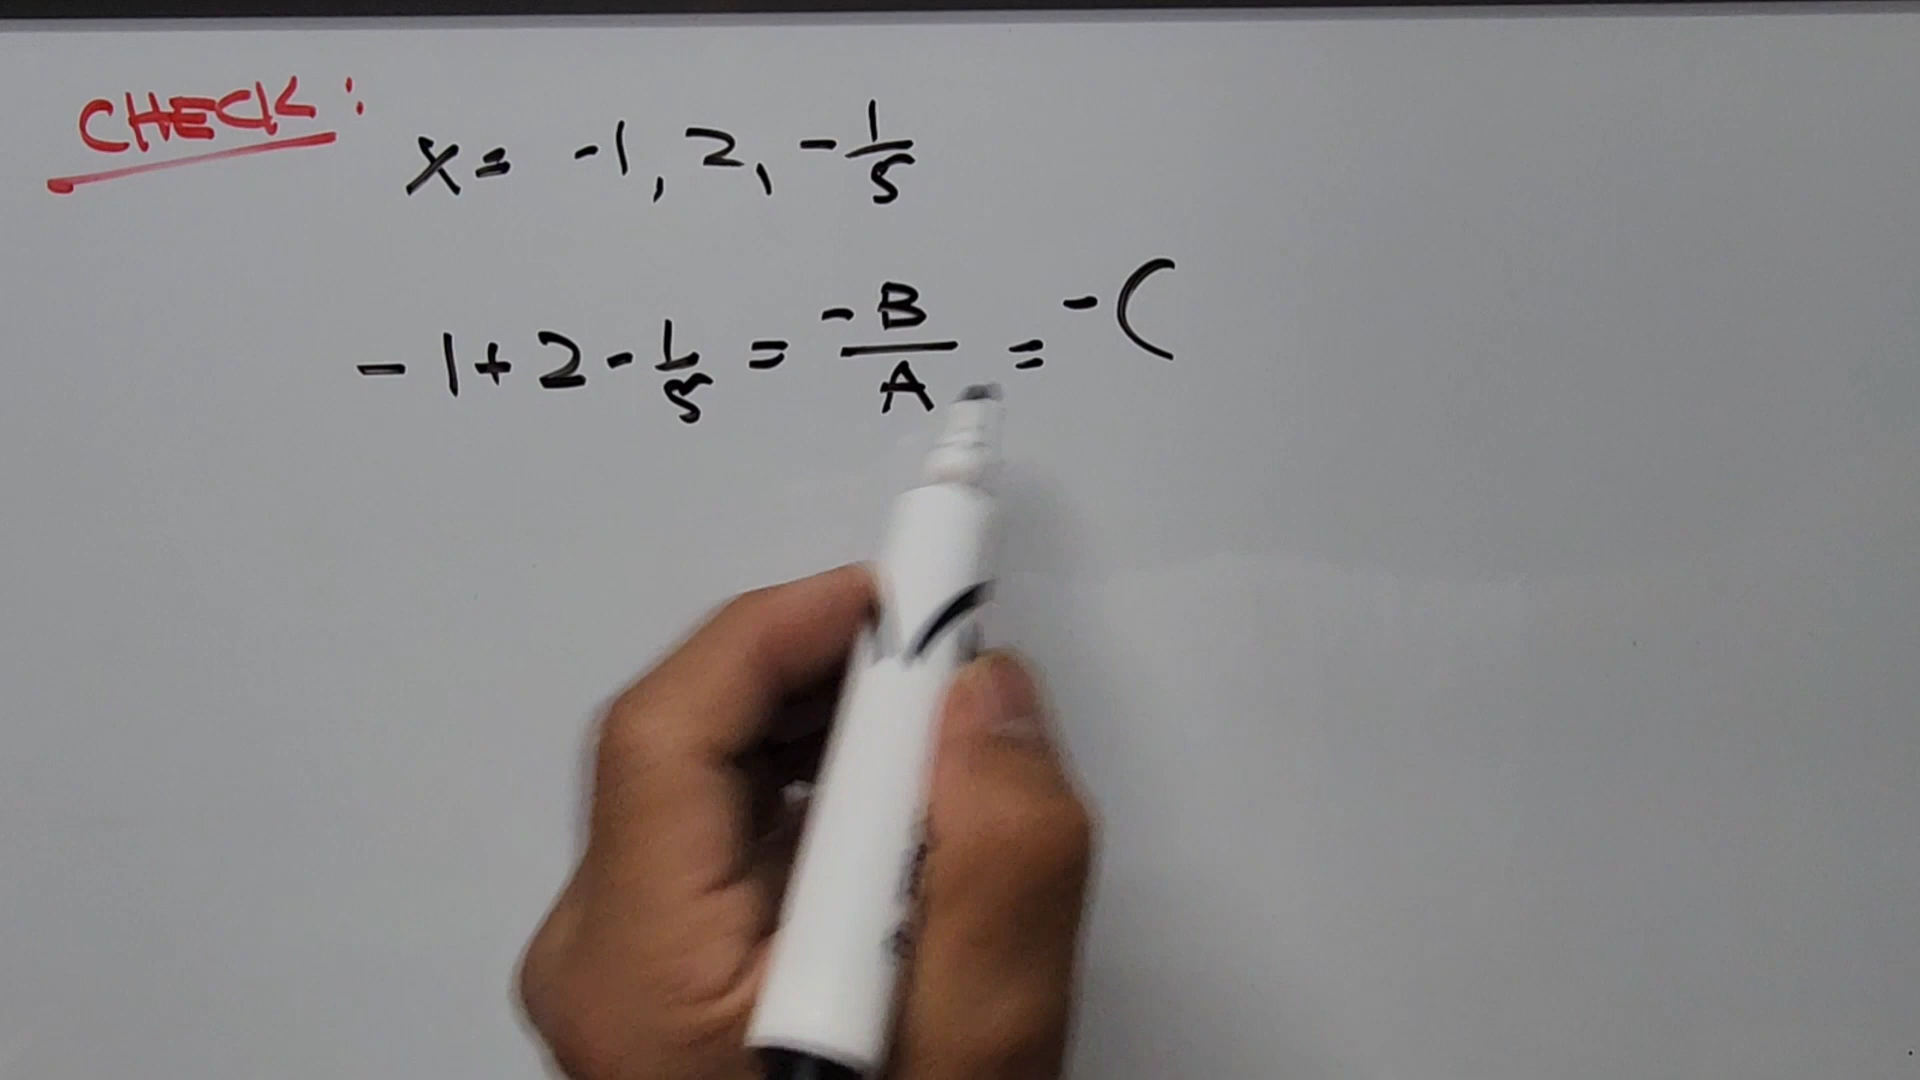 CHECK: x = -1, 2, -1/5
-1 + 2 - 1/5 = -B/A = -(